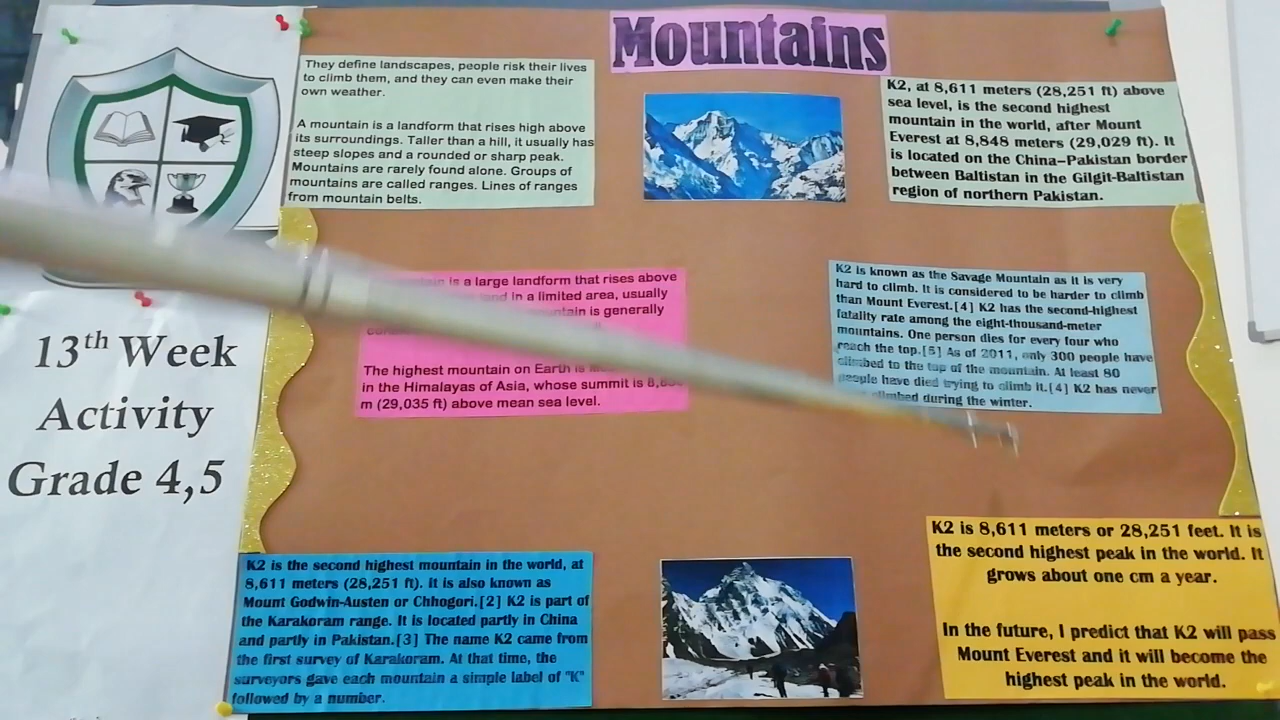 Mountains
They define landscapes, people risk their lives
to climb them, and they can even make their
own weather.
A mountain is a landform that rises high above
its surroundings. Taller than a hill, it usually has
steep slopes and a rounded or sharp peak.
Mountains are rarely found alone. Groups of
mountains are called ranges. Lines of ranges
from mountain belts.
K2, at 8,611 meters (28,251 ft) above
sea level, is the second highest
mountain in the world, after Mount
Everest at 8,848 meters (29,029 ft). It
is located on the China–Pakistan border
between Baltistan in the Gilgit-Baltistan
region of northern Pakistan.
is a large landform that rises above
in a limited area, usually
is generally
The highest mountain on Earth is
in the Himalayas of Asia, whose summit is
m (29,035 ft) above mean sea level.
K2 is known as the Savage Mountain as it is very
hard to climb. It is considered to be harder to climb
than Mount Everest.[4] K2 has the second-highest
fatality rate among the eight-thousand-meter
mountains. One person dies for every four who
reach the top.[5] As of 2011, only 300 people have
climbed to the top of the mountain. At least 80
people have died trying to climb it.[4] K2 has never
climbed during the winter.
13th Week
Activity
Grade 4,5
K2 is the second highest mountain in the world, at
8,611 meters (28,251 ft). It is also known as
Mount Godwin-Austen or Chhogori.[2] K2 is part of
the Karakoram range. It is located partly in China
and partly in Pakistan.[3] The name K2 came from
the first survey of Karakoram. At that time, the
surveyors gave each mountain a simple label of "K"
followed by a number.
K2 is 8,611 meters or 28,251 feet. It is
the second highest peak in the world. It
grows about one cm a year.
In the future, I predict that K2 will pass
Mount Everest and it will become the
highest peak in the world.